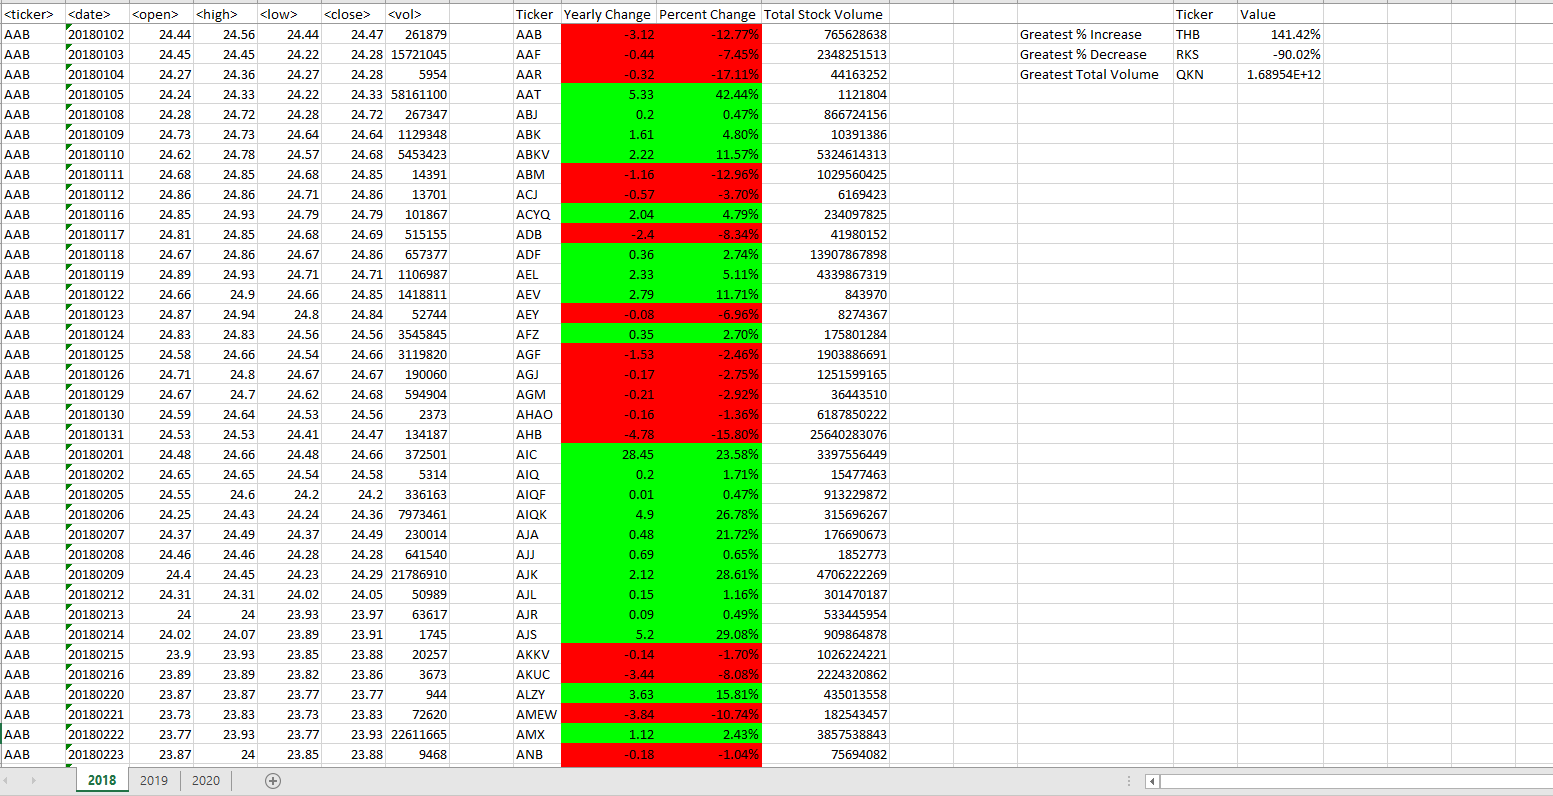 <ticker> <date> <open> <high> <low> <close> <vol> Ticker Yearly Change Percent Change Total Stock Volume Ticker Value
AAB 20180102 24.44 24.56 24.44 24.47 261879 AAB -3.12 -12.77% 765628638 Greatest % Increase THB 141.42%
AAB 20180103 24.45 24.45 24.22 24.28 15721045 AAF -0.44 -7.45% 2348251513 Greatest % Decrease RKS -90.02%
AAB 20180104 24.27 24.36 24.27 24.28 5954 AAR -0.32 -17.11% 44163252 Greatest Total Volume QKN 1.68954E+12
AAB 20180105 24.24 24.33 24.22 24.33 58161100 AAT 5.33 42.44% 1121804
AAB 20180108 24.28 24.72 24.28 24.72 267347 ABJ 0.2 0.47% 866724156
AAB 20180109 24.73 24.73 24.64 24.64 1129348 ABK 1.61 4.80% 10391386
AAB 20180110 24.62 24.78 24.57 24.68 5453423 ABKV 2.22 11.57% 5324614313
AAB 20180111 24.68 24.85 24.68 24.85 14391 ABM -1.16 -12.96% 1029560425
AAB 20180112 24.86 24.86 24.71 24.86 13701 ACJ -0.57 -3.70% 6169423
AAB 20180116 24.85 24.93 24.79 24.79 101867 ACYQ 2.04 4.79% 234097825
AAB 20180117 24.81 24.85 24.68 24.69 515155 ADB -2.4 -8.34% 41980152
AAB 20180118 24.67 24.86 24.67 24.86 657377 ADF 0.36 2.74% 13907867898
AAB 20180119 24.89 24.93 24.71 24.71 1106987 AEL 2.33 5.11% 4339867319
AAB 20180122 24.66 24.9 24.66 24.85 1418811 AEV 2.79 11.71% 843970
AAB 20180123 24.87 24.94 24.8 24.84 52744 AEY -0.08 -6.96% 8274367
AAB 20180124 24.83 24.83 24.56 24.56 3545845 AFZ 0.35 2.70% 175801284
AAB 20180125 24.58 24.66 24.54 24.66 3119820 AGF -1.53 -2.46% 1903886691
AAB 20180126 24.71 24.8 24.67 24.67 190060 AGJ -0.17 -2.75% 1251599165
AAB 20180129 24.67 24.7 24.62 24.68 594904 AGM -0.21 -2.92% 36443510
AAB 20180130 24.59 24.64 24.53 24.56 2373 AHAO -0.16 -1.36% 6187850222
AAB 20180131 24.53 24.53 24.41 24.47 134187 AHB -4.78 -15.80% 25640283076
AAB 20180201 24.48 24.66 24.48 24.66 372501 AIC 28.45 23.58% 3397556449
AAB 20180202 24.65 24.65 24.54 24.58 5314 AIQ 0.2 1.71% 15477463
AAB 20180205 24.55 24.6 24.2 24.2 336163 AIQF 0.01 0.47% 913229872
AAB 20180206 24.25 24.43 24.24 24.36 7973461 AIQK 4.9 26.78% 315696267
AAB 20180207 24.37 24.49 24.37 24.49 230014 AJA 0.48 21.72% 176690673
AAB 20180208 24.46 24.46 24.28 24.28 641540 AJJ 0.69 0.65% 1852773
AAB 20180209 24.4 24.45 24.23 24.29 21786910 AJK 2.12 28.61% 4706222269
AAB 20180212 24.31 24.31 24.02 24.05 50989 AJL 0.15 1.16% 301470187
AAB 20180213 24 24 23.93 23.97 63617 AJR 0.09 0.49% 533445954
AAB 20180214 24.02 24.07 23.89 23.91 1745 AJS 5.2 29.08% 909864878
AAB 20180215 23.9 23.93 23.85 23.88 20257 AKKV -0.14 -1.70% 1026224221
AAB 20180216 23.89 23.89 23.82 23.86 3673 AKUC -3.44 -8.08% 2224320862
AAB 20180220 23.87 23.87 23.77 23.77 944 ALZY 3.63 15.81% 435013558
AAB 20180221 23.73 23.83 23.73 23.83 72620 AMEW -3.84 -10.74% 182543457
AAB 20180222 23.77 23.93 23.77 23.93 22611665 AMX 1.12 2.43% 3857538843
AAB 20180223 23.87 24 23.85 23.88 9468 ANB -0.18 -1.04% 75694082
2018 2019 2020